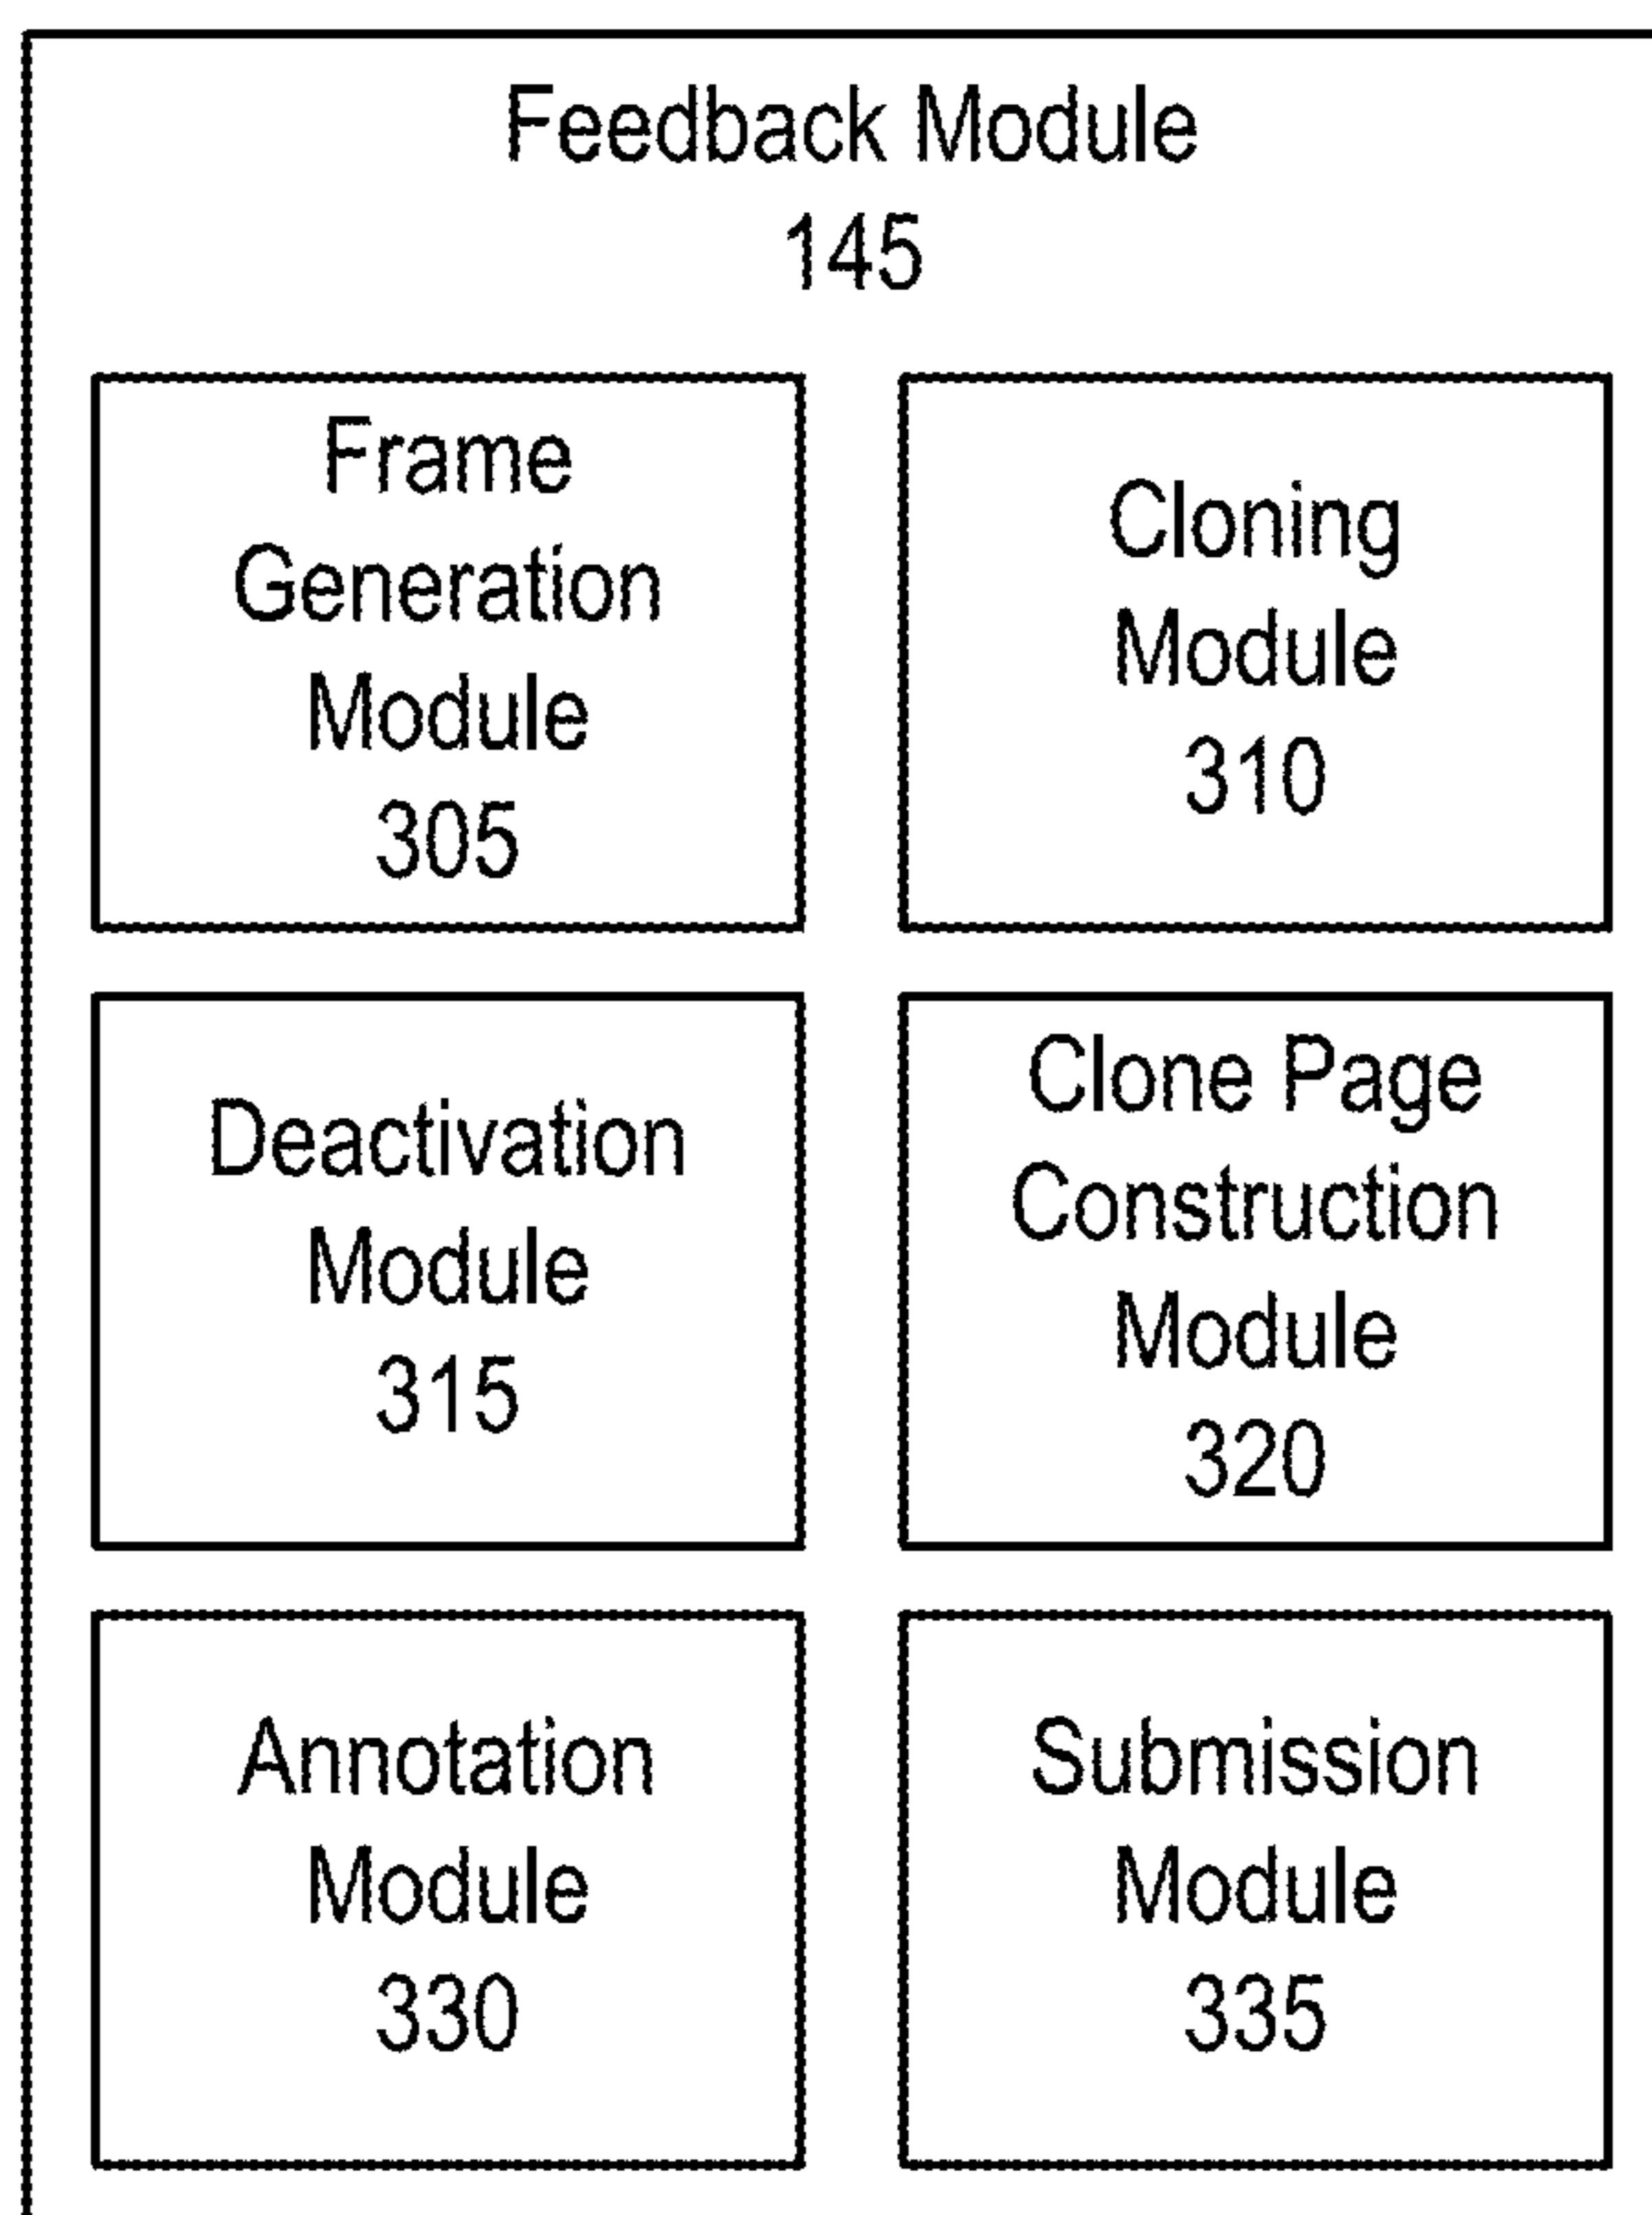 Feedback Module
145
Frame
Generation
Module
305
Cloning
Module
310
Deactivation
Module
315
Clone Page
Construction
Module
320
Annotation
Module
330
Submission
Module
335